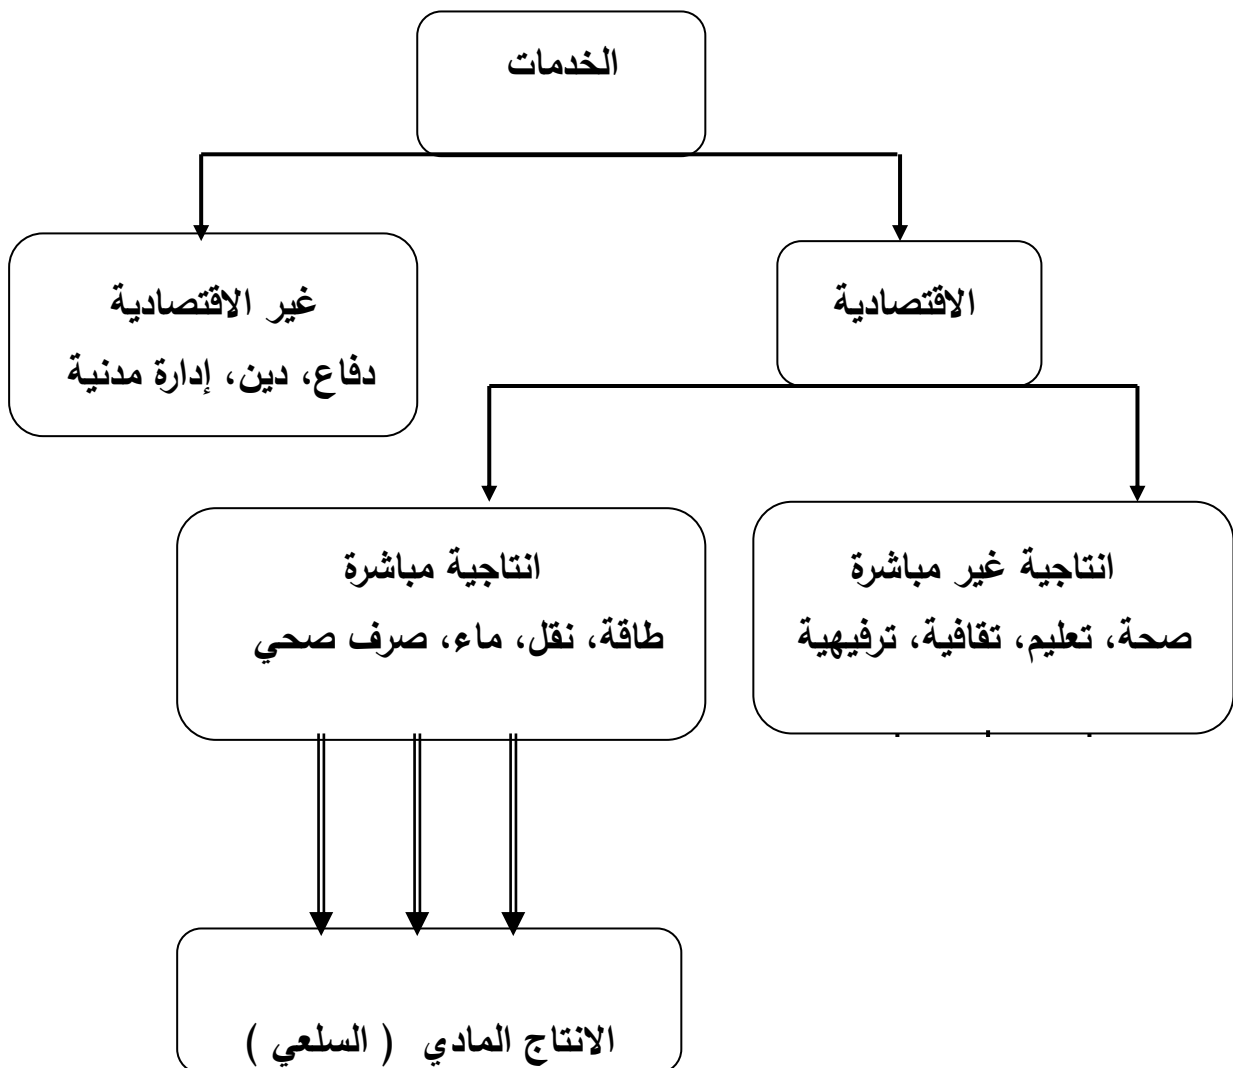 الخدمات
الاقتصادية
غير الاقتصادية
دفاع، دين، إدارة مدنية
انتاجية غير مباشرة
صحة، تعليم، تقافية، ترفيهية
انتاجية مباشرة
طاقة، نقل، ماء، صرف صحي
الانتاج المادي ( السلعي )